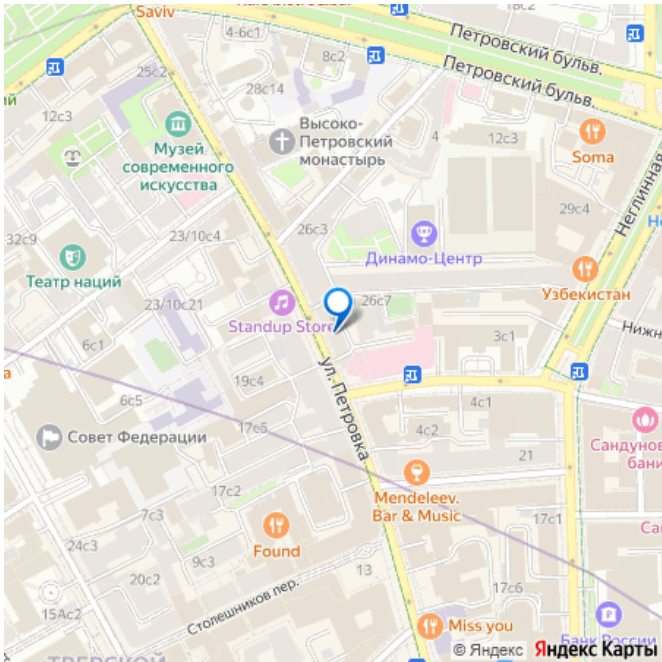 Saviv
4-6с1
18с2
Петровский бульв.
8с2
Петровский бульв.
25с2
28с14
12с3
Музей
современного
искусства
Высоко-
Петровский
монастырь
4
12с3
Soma
Неглинная
29с4
26с3
32с9
23/10с4
Динамо-Центр
Театр наций
Узбекистан
23/10с21
26с7
Standup Store
Нижн
6с1
3с1
ул. Петровка
19с4
6с5
4с1
Совет Федерации
17с5
4с2
Сандунов
бани
21
17с2
Mendeleev.
Bar & Music
7с3
17с1
Found
24с3
9с3
13
20с2
17с6
15Ас2
Столешников пер.
Miss you
Банк России
© Яндекс
Яндекс Карты
ТВЕРСКОЙ